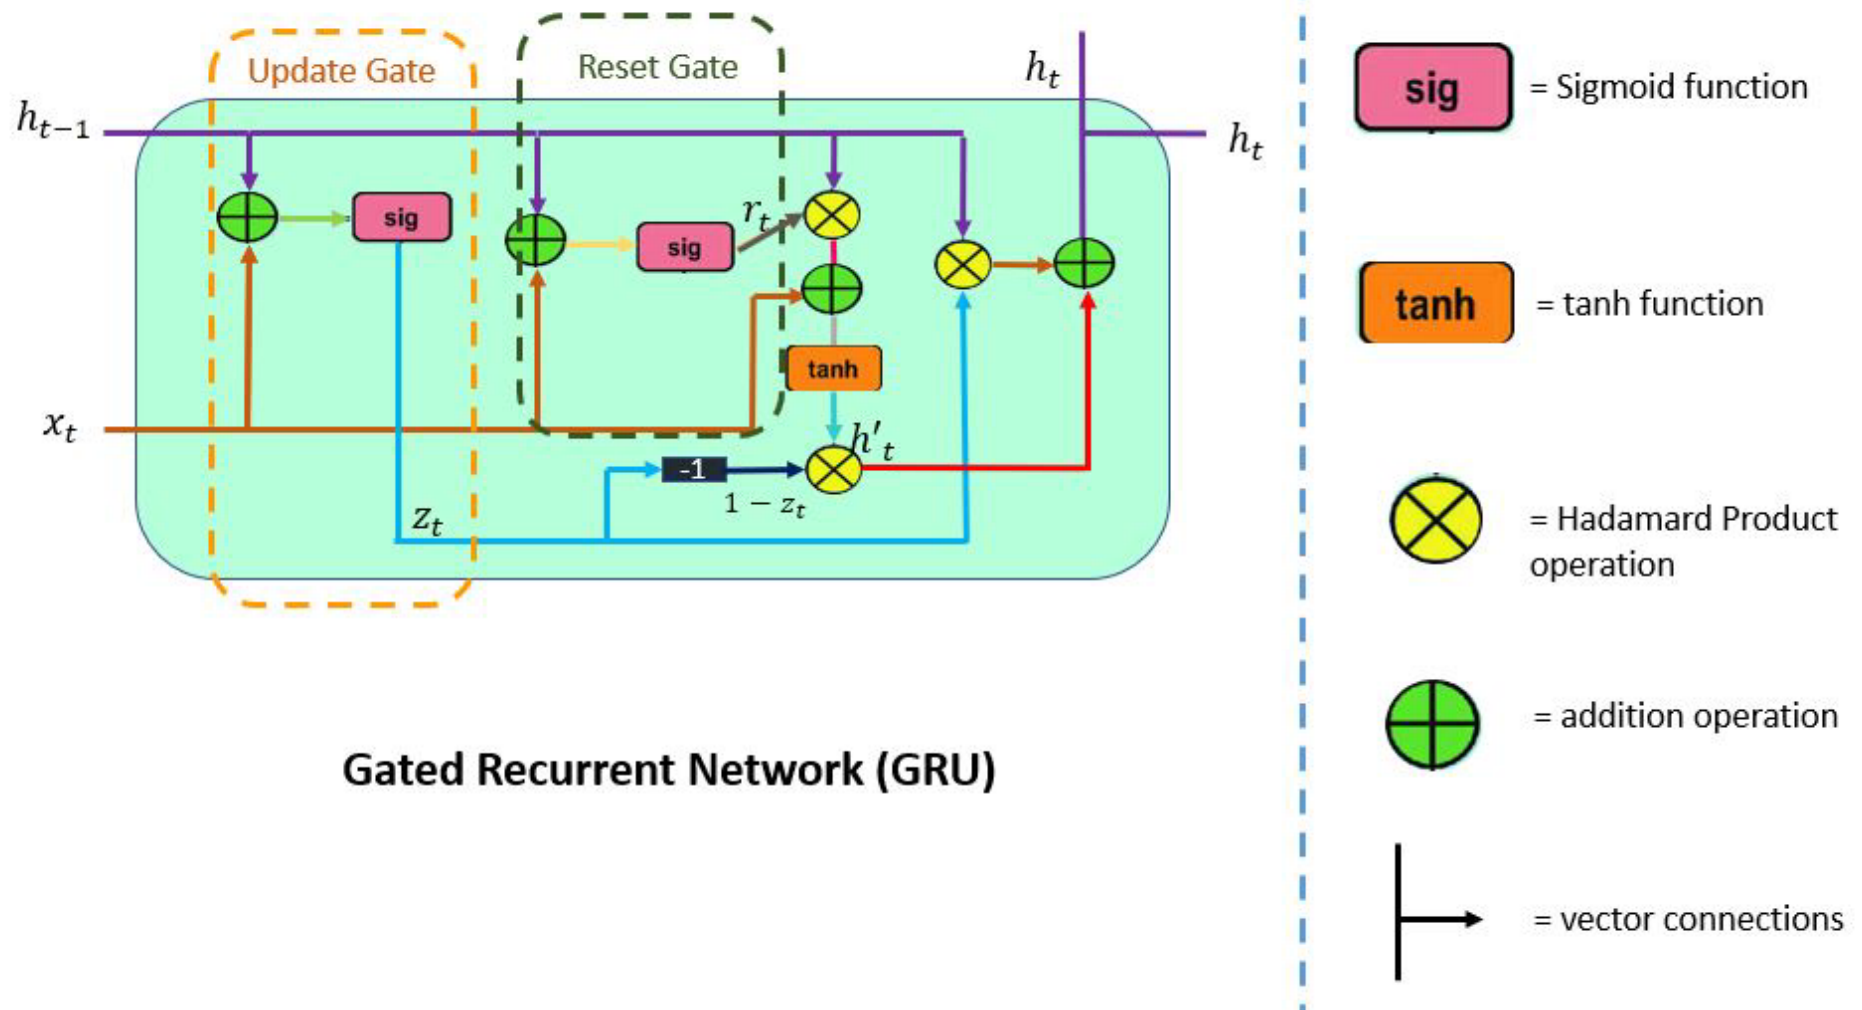 Update Gate
Reset Gate
h_t
h_{t-1}
h_t
sig
r_t
sig
tanh
x_t
h'_t
-1
1 − z_t
z_t
Gated Recurrent Network (GRU)
sig = Sigmoid function
tanh = tanh function
= Hadamard Product
operation
= addition operation
= vector connections